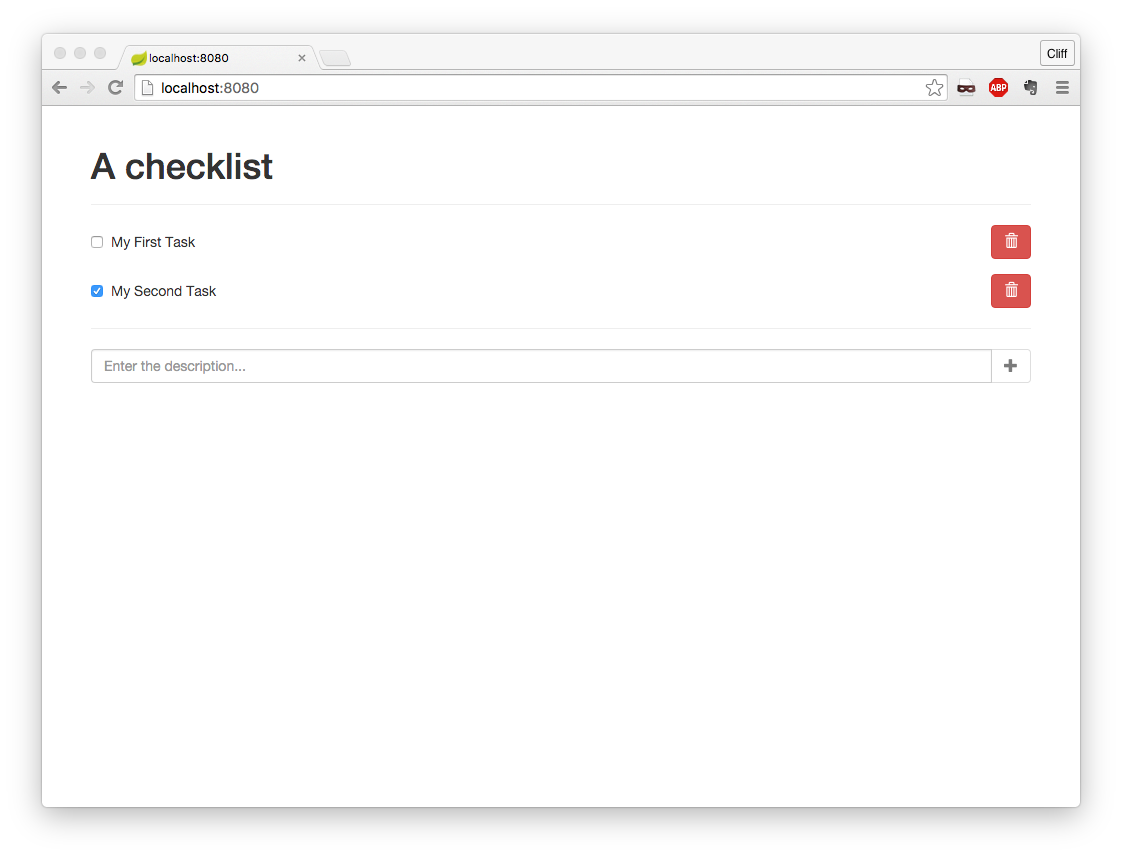 localhost:8080
Cliff
localhost:8080
ABP
A checklist
My First Task
My Second Task
Enter the description...